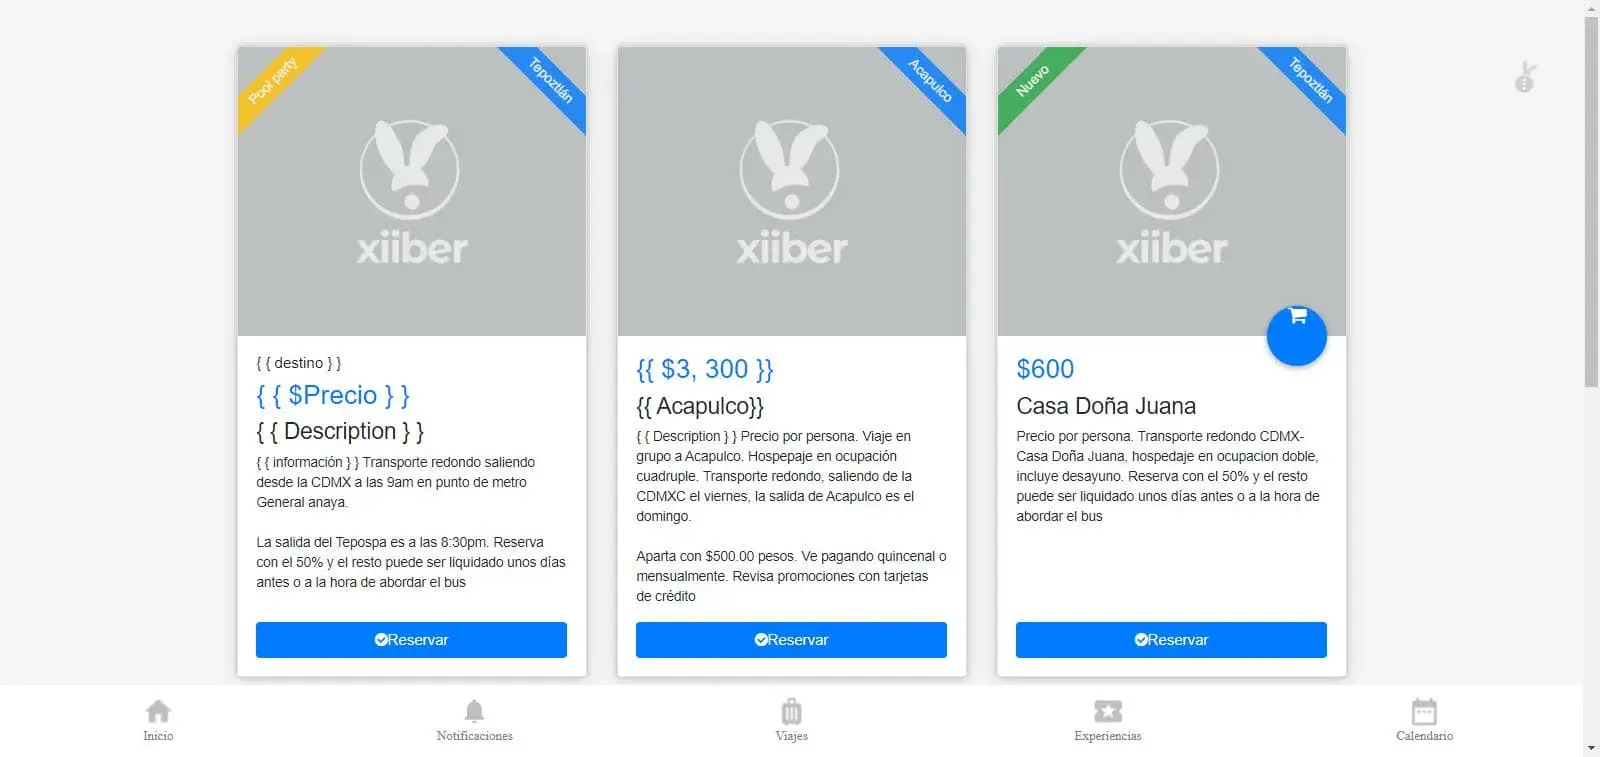 Pool party
Tepoztlán
xiiber
{ { destino } }
{ { $Precio } }
{ { Description } }
{ { información } } Transporte redondo saliendo
desde la CDMX a las 9am en punto de metro
General anaya.
La salida del Tepospa es a las 8:30pm. Reserva
con el 50% y el resto puede ser liquidado unos días
antes o a la hora de abordar el bus
Reservar
Acapulco
xiiber
{{ $3, 300 }}
{{ Acapulco}}
{ { Description } } Precio por persona. Viaje en
grupo a Acapulco. Hospepaje en ocupación
cuadruple. Transporte redondo, saliendo de la
CDMXC el viernes, la salida de Acapulco es el
domingo.
Aparta con $500.00 pesos. Ve pagando quincenal o
mensualmente. Revisa promociones con tarjetas
de crédito
Reservar
Nuevo
Tepoztlán
xiiber
$600
Casa Doña Juana
Precio por persona. Transporte redondo CDMX-
Casa Doña Juana, hospedaje en ocupacion doble,
incluye desayuno. Reserva con el 50% y el resto
puede ser liquidado unos días antes o a la hora de
abordar el bus
Reservar
Inicio
Notificaciones
Viajes
Experiencias
Calendario